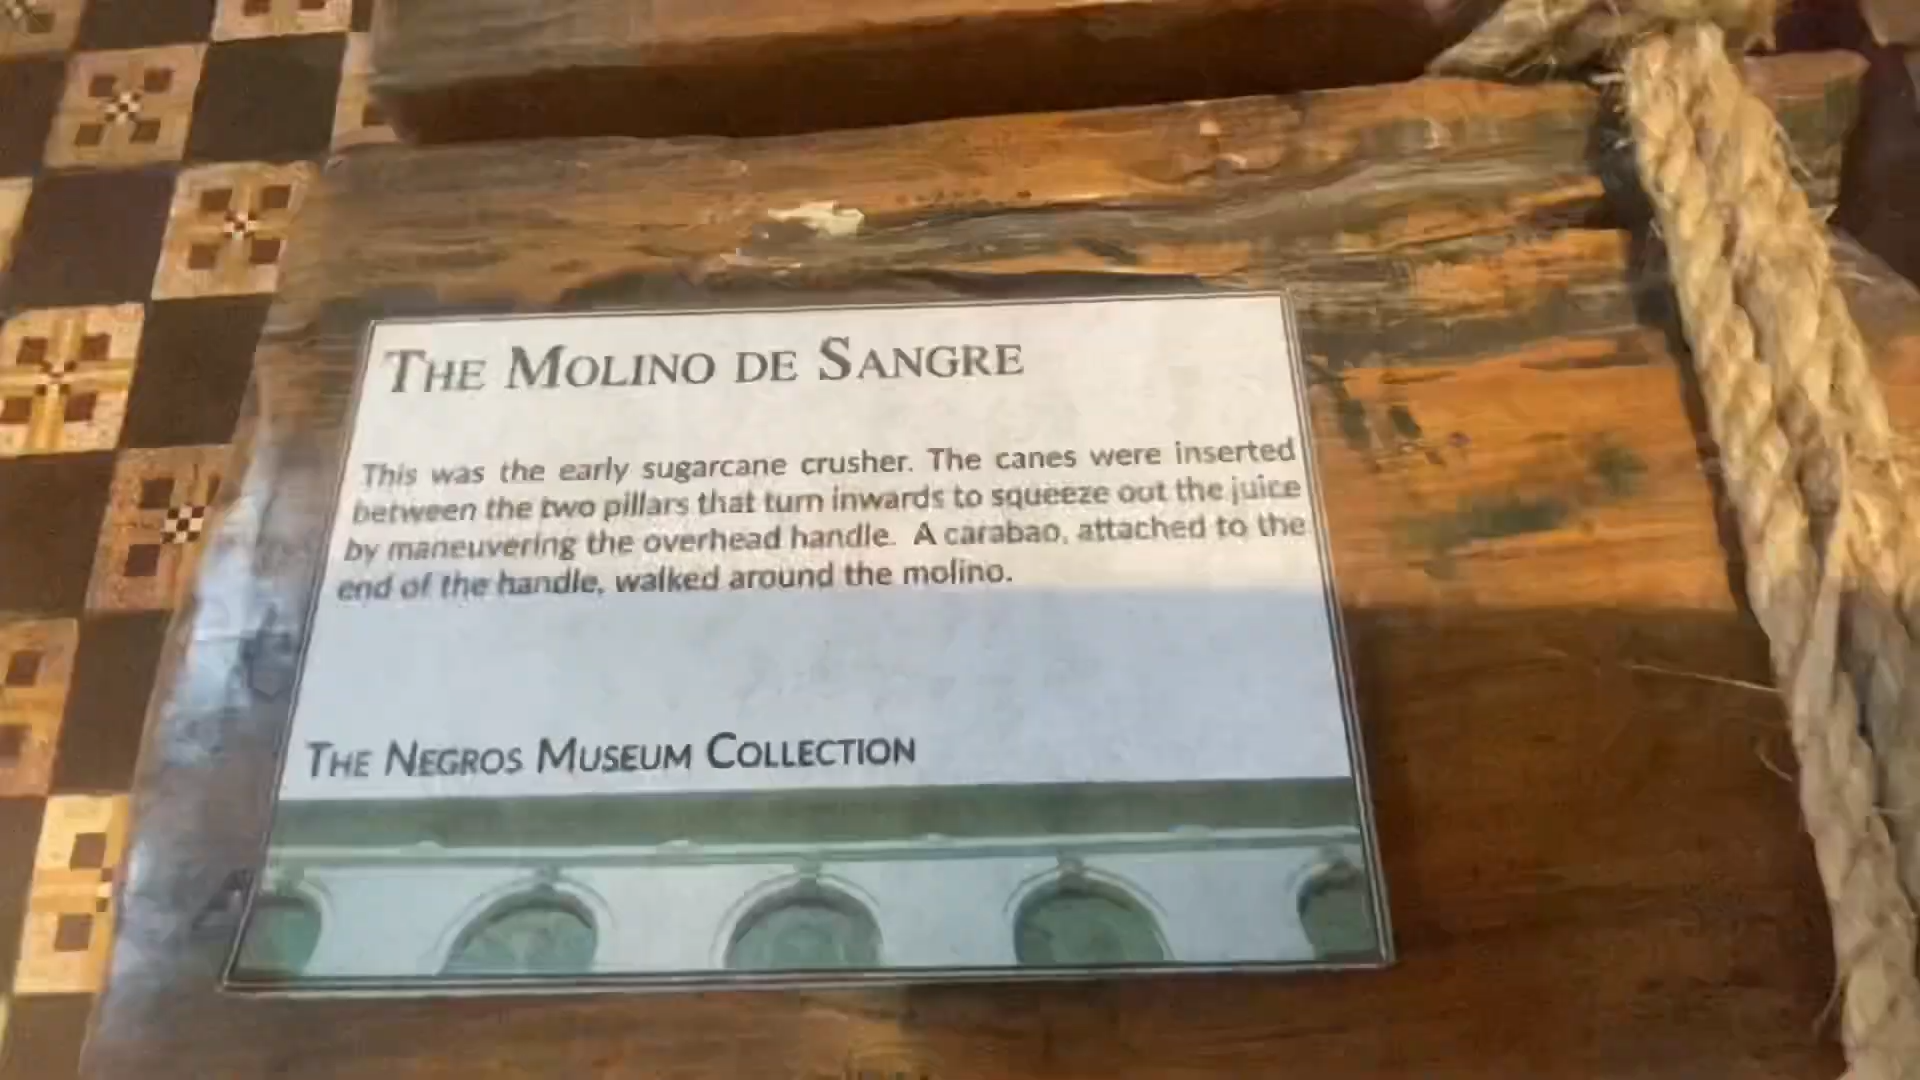 THE MOLINO DE SANGRE
This was the early sugarcane crusher. The canes were inserted
between the two pillars that turn inwards to squeeze out the juice
by maneuvering the overhead handle. A carabao, attached to the
end of the handle, walked around the molino.
THE NEGROS MUSEUM COLLECTION